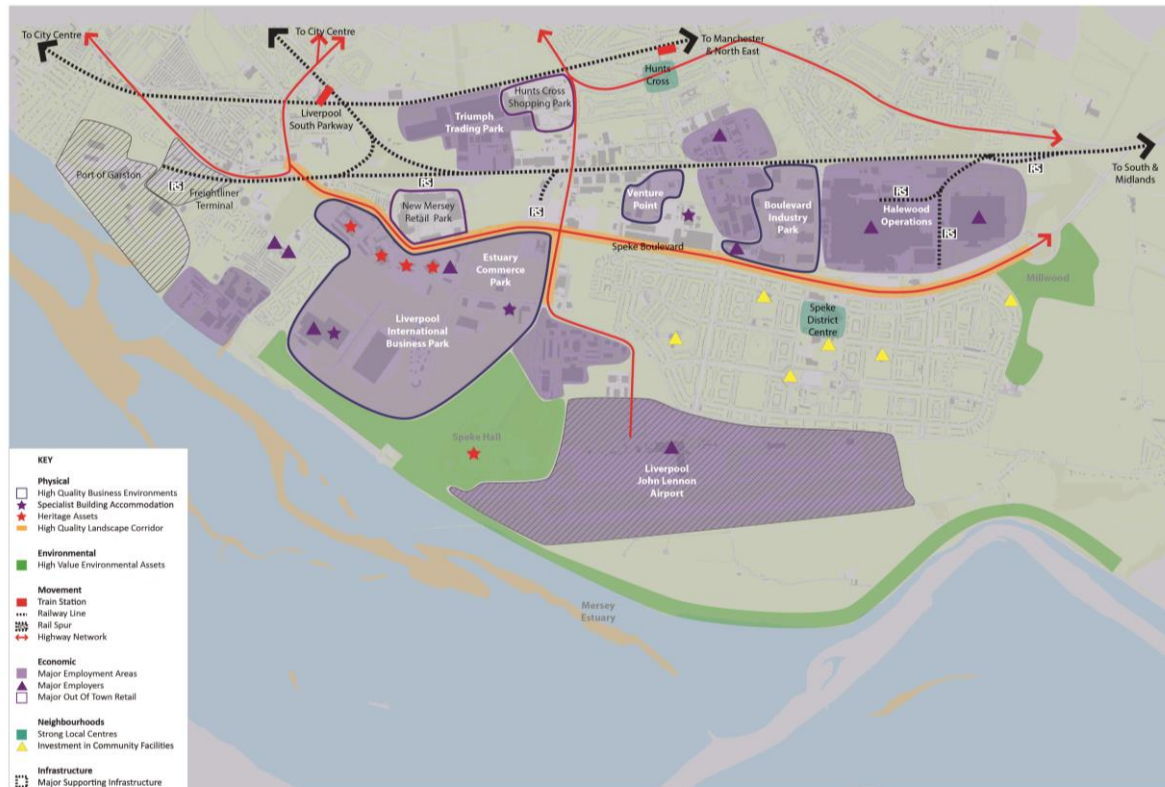 To City Centre
To City Centre
To Manchester
& North East
Hunts
Cross
Hunts Cross
Shopping Park
Liverpool
South Parkway
Triumph
Trading Park
To South &
Midlands
Port of Garston
RS
Freightliner
Terminal
RS
RS
RS
RS
RS
New Mersey
Retail Park
Venture
Point
Boulevard
Industry
Park
Halewood
Operations
Speke Boulevard
Estuary
Commerce
Park
Millwood
Liverpool
International
Business Park
Speke
District
Centre
Speke Hall
Liverpool
John Lennon
Airport
Mersey
Estuary
KEY
Physical
High Quality Business Environments
Specialist Building Accommodation
Heritage Assets
High Quality Landscape Corridor
Environmental
High Value Environmental Assets
Movement
Train Station
Railway Line
Rail Spur
Highway Network
Economic
Major Employment Areas
Major Employers
Major Out Of Town Retail
Neighbourhoods
Strong Local Centres
Investment in Community Facilities
Infrastructure
Major Supporting Infrastructure